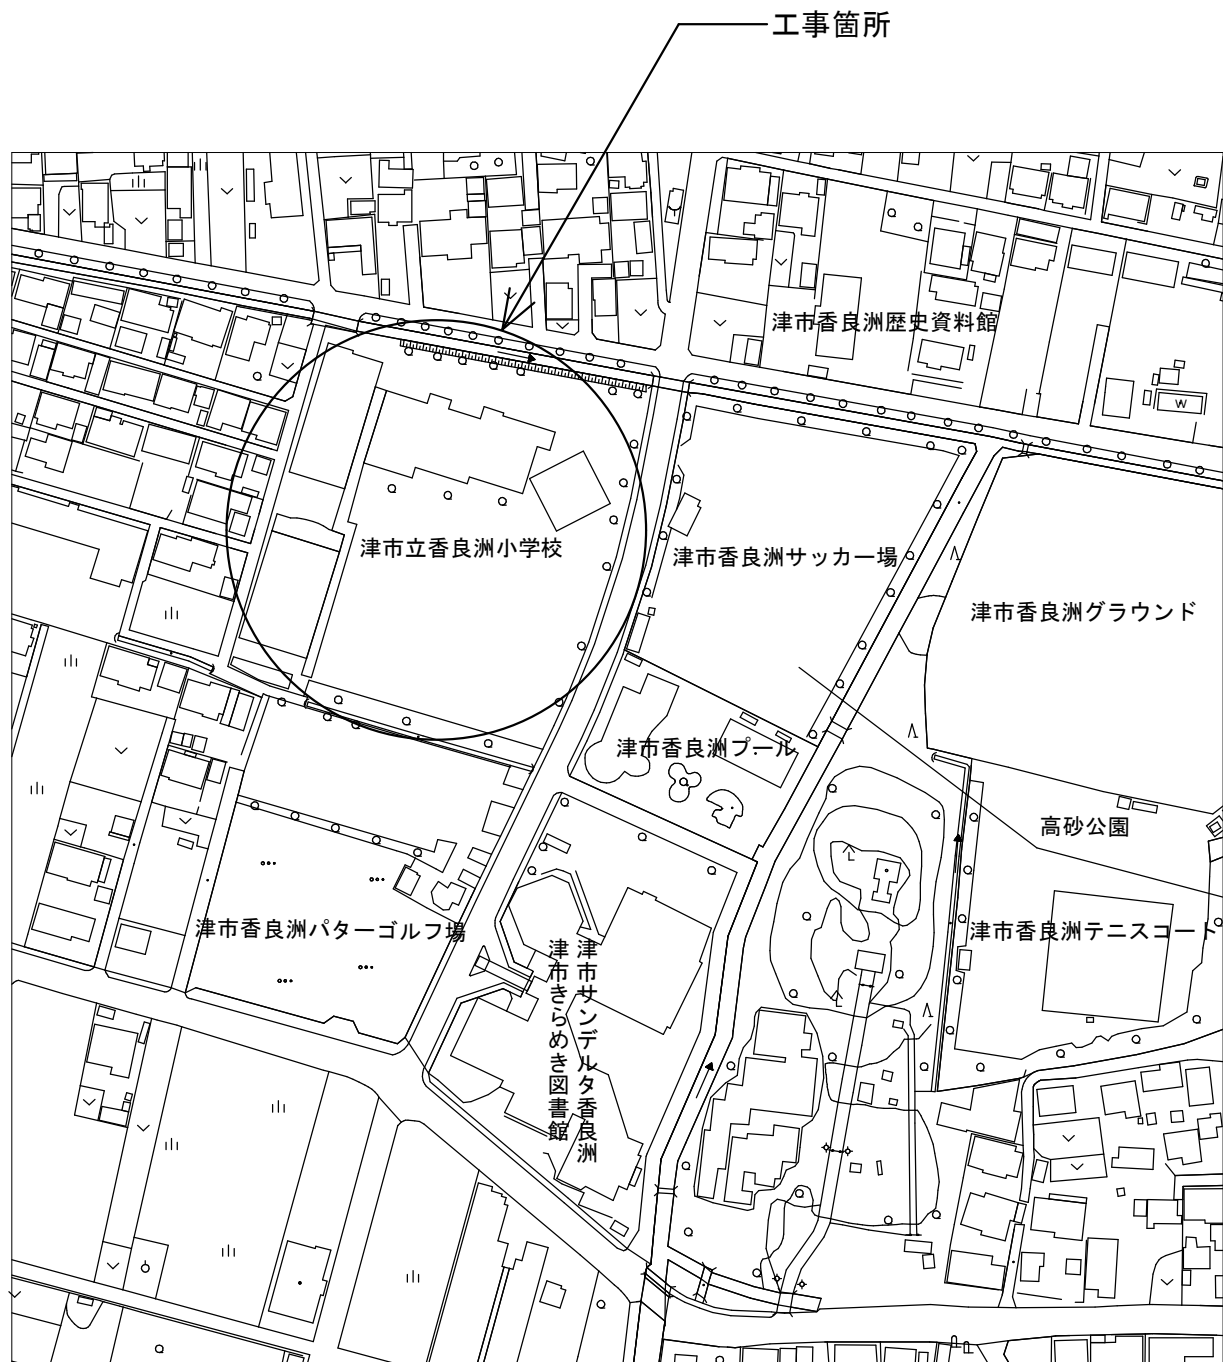 工事箇所
津市香良洲歴史資料館
津市立香良洲小学校
津市香良洲サッカー場
津市香良洲グラウンド
津市香良洲プール
高砂公園
津市香良洲パターゴルフ場
津市香良洲テニスコート
津市サンデルタ香良洲
津市きらめき図書館